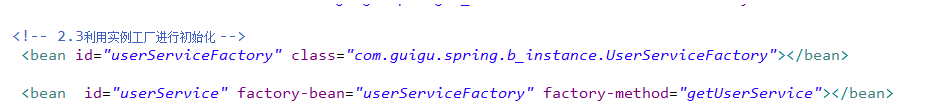 <!-- 2.3利用实例工厂进行初始化 -->
<bean id="userServiceFactory" class="com.guigu.spring.b_instance.UserServiceFactory"></bean>
<bean  id="userService" factory-bean="userServiceFactory" factory-method="getUserService"></bean>